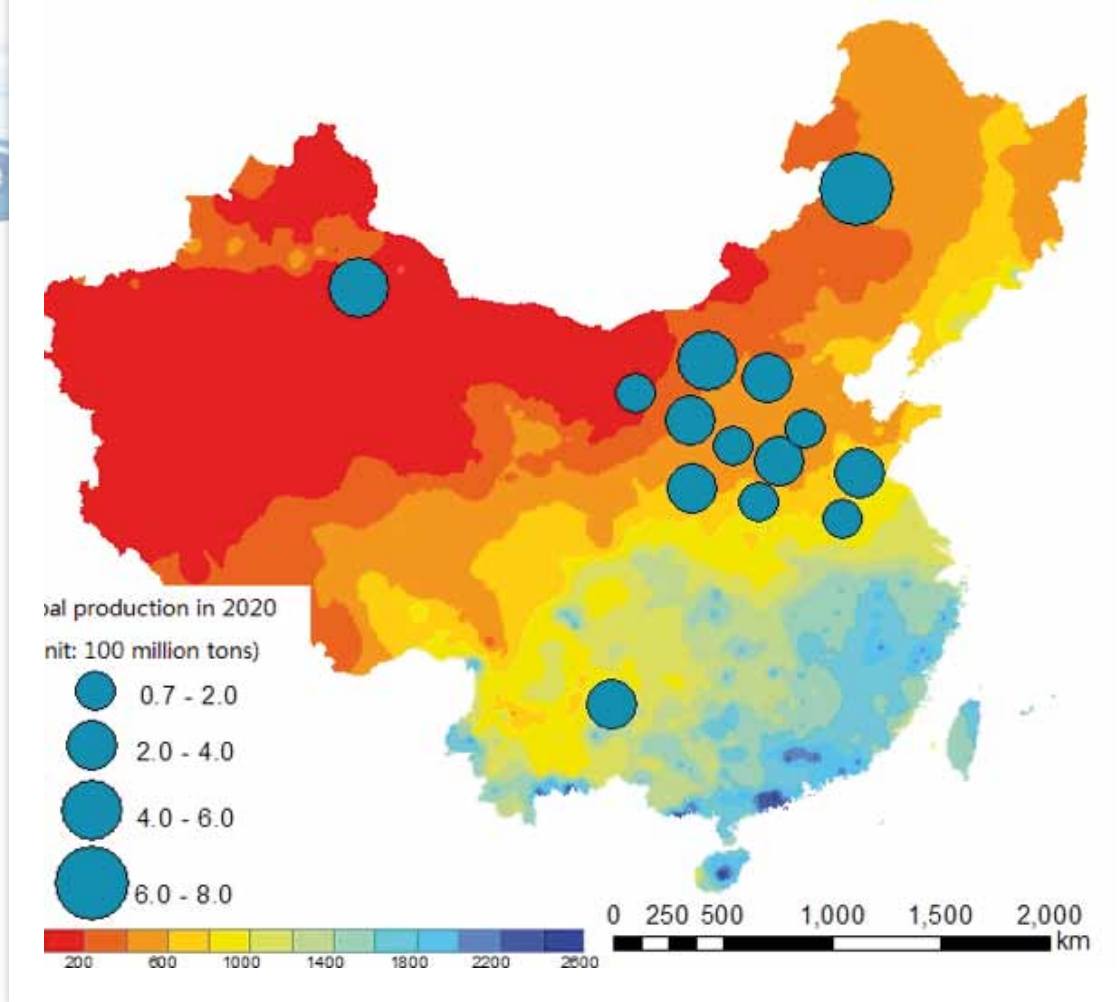 al production in 2020
nit: 100 million tons)
0.7 - 2.0
2.0 - 4.0
4.0 - 6.0
6.0 - 8.0
200 600 1000 1400 1800 2200 2600
0 250 500 1,000 1,500 2,000
km